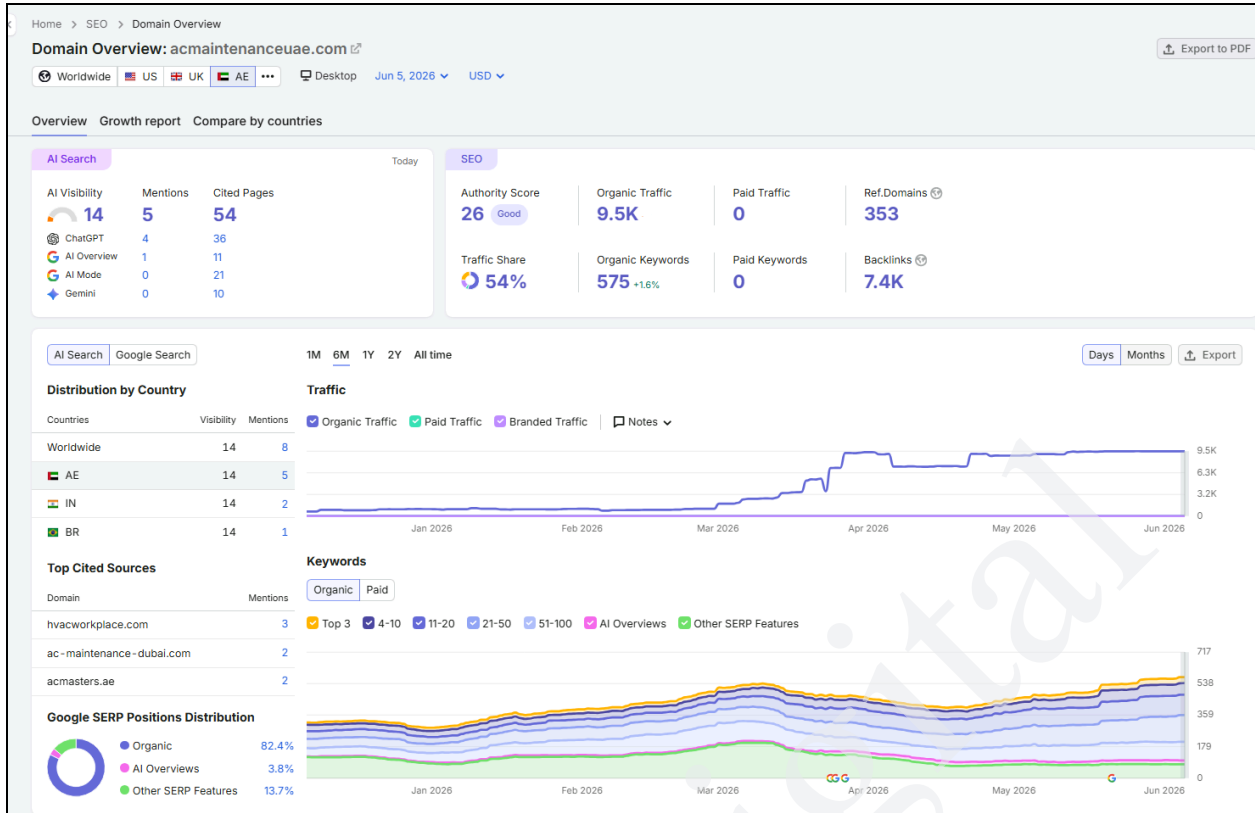 Home > SEO > Domain Overview
Domain Overview: acmaintenanceuae.com
Export to PDF
Worldwide US UK AE ••• Desktop Jun 5, 2026 USD
Overview Growth report Compare by countries
AI Search Today
AI Visibility Mentions Cited Pages
14 5 54
ChatGPT 4 36
AI Overview 1 11
AI Mode 0 21
Gemini 0 10
SEO
Authority Score Organic Traffic Paid Traffic Ref.Domains
26 Good 9.5K 0 353
Traffic Share Organic Keywords Paid Keywords Backlinks
54% 575 +1.6% 0 7.4K
AI Search Google Search
Distribution by Country
Countries Visibility Mentions
Worldwide 14 8
AE 14 5
IN 14 2
BR 14 1
Top Cited Sources
Domain Mentions
hvacworkplace.com 3
ac-maintenance-dubai.com 2
acmasters.ae 2
Google SERP Positions Distribution
Organic 82.4%
AI Overviews 3.8%
Other SERP Features 13.7%
1M 6M 1Y 2Y All time
Days Months Export
Traffic
Organic Traffic Paid Traffic Branded Traffic Notes
9.5K
6.3K
3.2K
0
Jan 2026 Feb 2026 Mar 2026 Apr 2026 May 2026 Jun 2026
Keywords
Organic Paid
Top 3 4-10 11-20 21-50 51-100 AI Overviews Other SERP Features
717
538
359
179
0
Jan 2026 Feb 2026 Mar 2026 Apr 2026 May 2026 Jun 2026